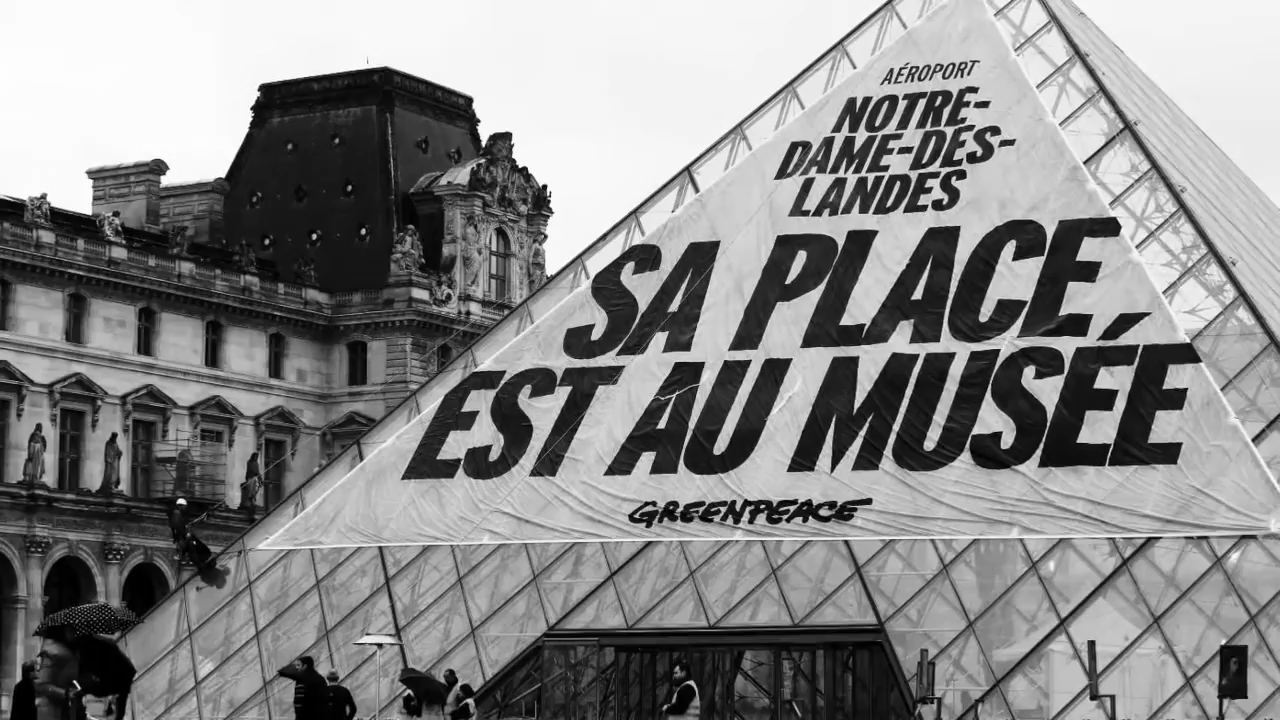 AÉROPORT
NOTRE-
DAME-DES-
LANDES
SA PLACE
EST AU MUSÉE
GREENPEACE